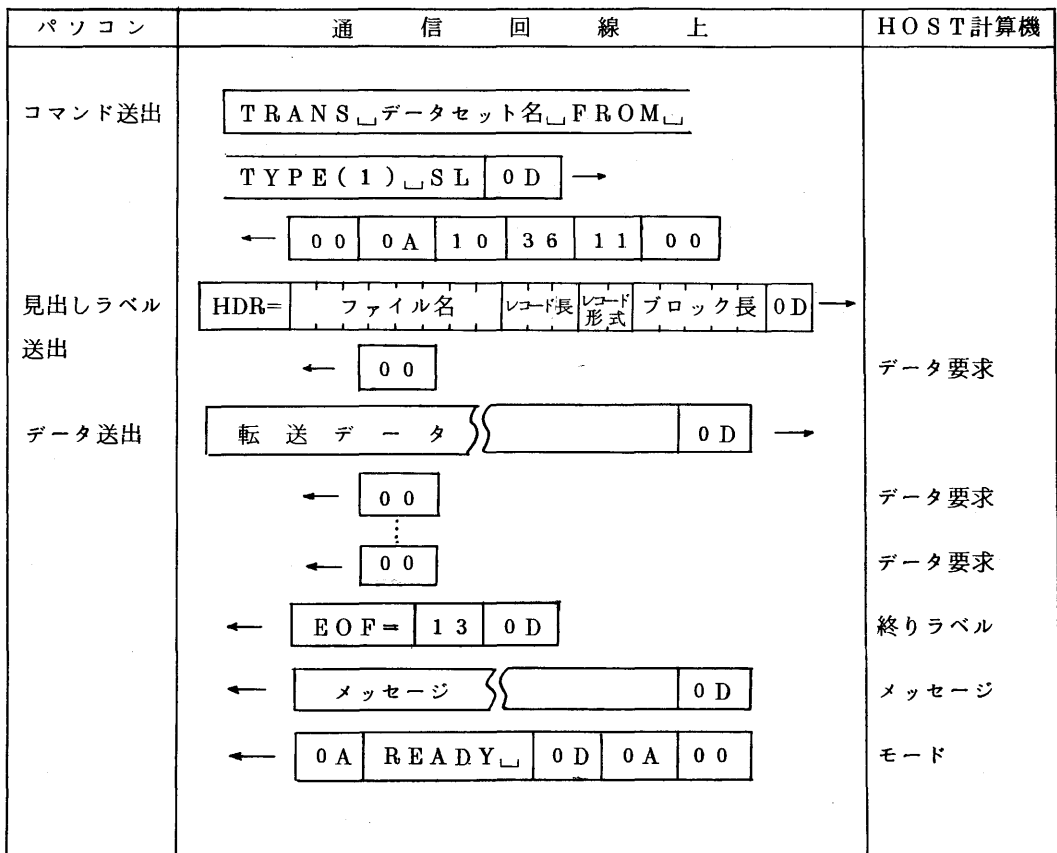 パソコン 通信回線上 HOST計算機
コマンド送出 TRANS␣データセット名␣FROM␣
TYPE(1)␣SL 0D →
← 00 0A 10 36 11 00
見出しラベル HDR= ファイル名 レコード長 レコード形式 ブロック長 0D →
送出
← 00 データ要求
データ送出 転送データ 0D →
← 00 データ要求
← 00 データ要求
← EOF= 13 0D 終りラベル
← メッセージ 0D メッセージ
← 0A READY␣ 0D 0A 00 モード